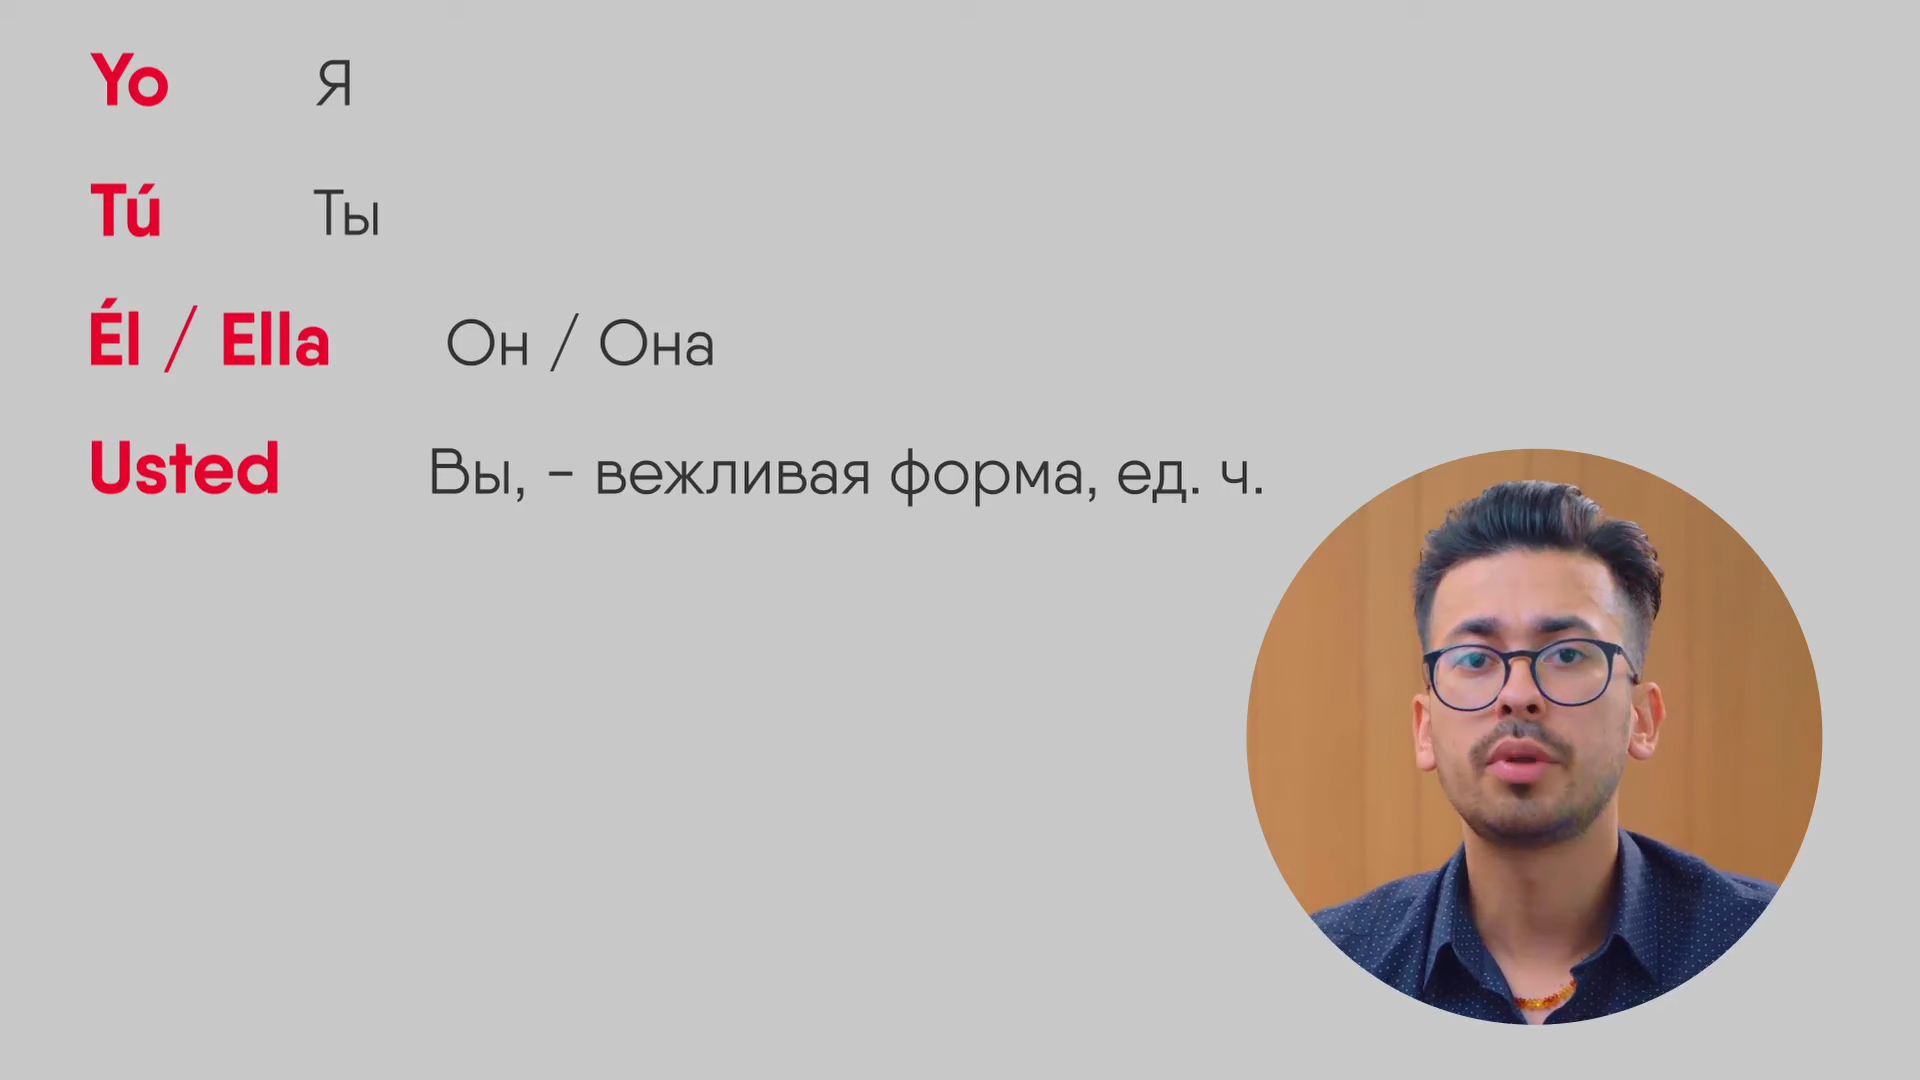 Yo Я
Tú Ты
Él / Ella Он / Она
Usted Вы, – вежливая форма, ед. ч.